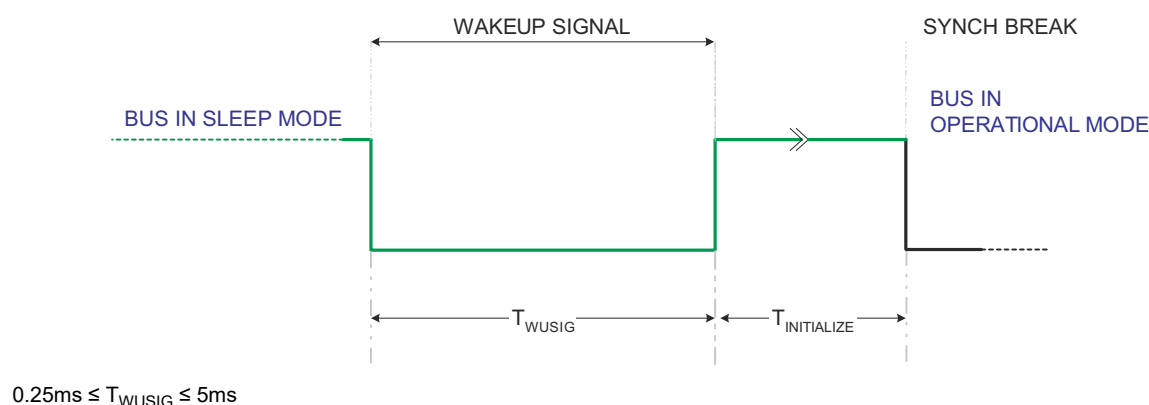 WAKEUP SIGNAL
SYNCH BREAK
BUS IN SLEEP MODE
BUS IN
OPERATIONAL MODE
TWUSIG
TINITIALIZE
0.25ms ≤ TWUSIG ≤ 5ms